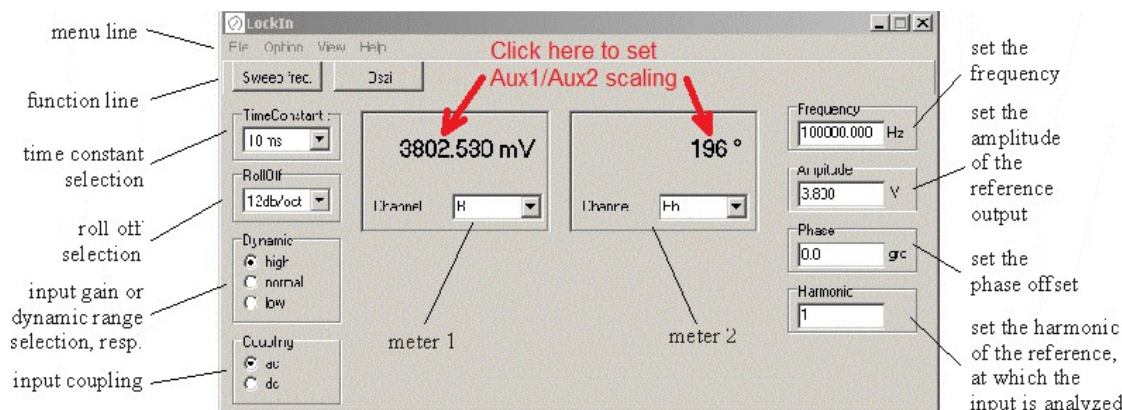 LockIn
menu line
File Option View Help
Click here to set
Aux1/Aux2 scaling
Sweep freq. Oszi
function line
TimeConstant :
10 ms
time constant
selection
RollOff
12db/oct
roll off
selection
Dynamic
high
normal
low
input gain or
dynamic range
selection, resp.
Coupling
ac
dc
input coupling
3802.530 mV
Channel R
meter 1
196 °
Channel Ph
meter 2
Frequency
100000.000 Hz
set the
frequency
Amplitude
3.800 V
set the
amplitude
of the
reference
output
Phase
0.0
set the
phase offset
Harmonic
1
set the harmonic
of the reference,
at which the
input is analyzed